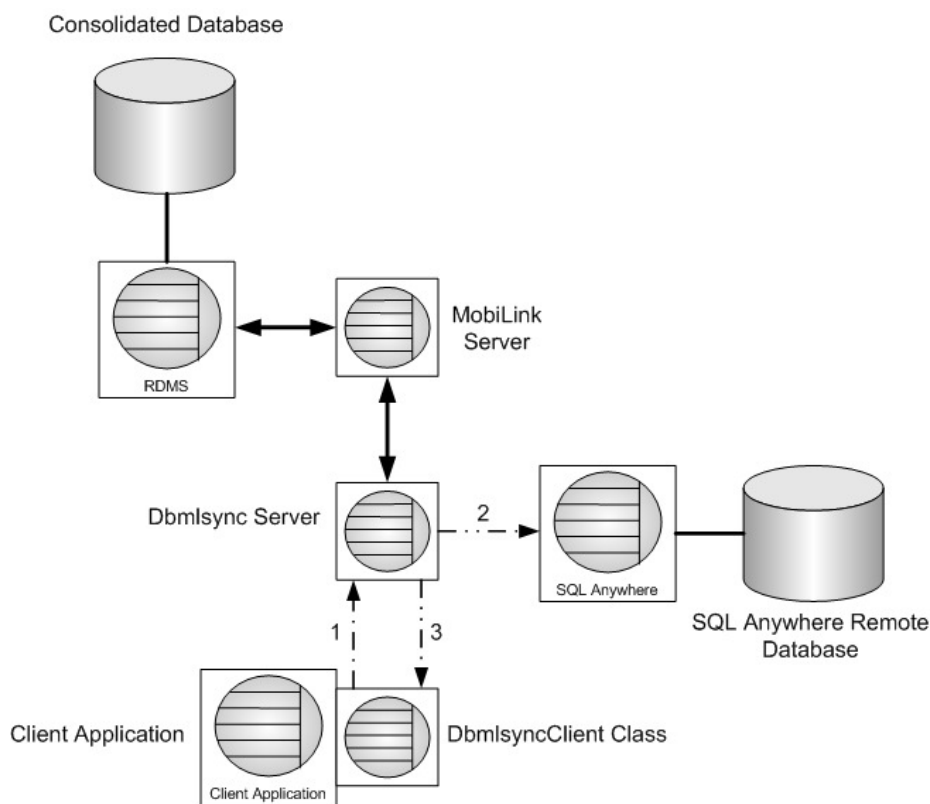 Consolidated Database
RDMS
MobiLink
Server
Dbmlsync Server
2
SQL Anywhere
SQL Anywhere Remote
Database
1
3
Client Application
DbmlsyncClient Class
Client Application